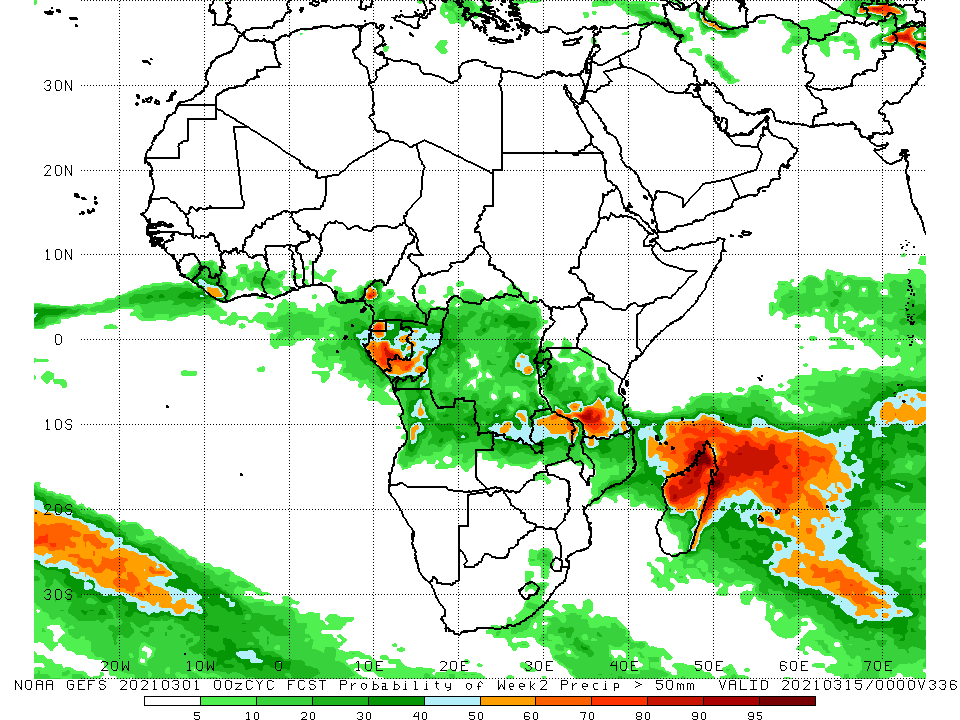 30N
20N
10N
0
10S
20S
30S
20W 10W 0 10E 20E 30E 40E 50E 60E 70E
NOAA GEFS 20210301 00zCYC FCST Probability of Week2 Precip > 50mm VALID 20210315/0000V336
5 10 20 30 40 50 60 70 80 90 95